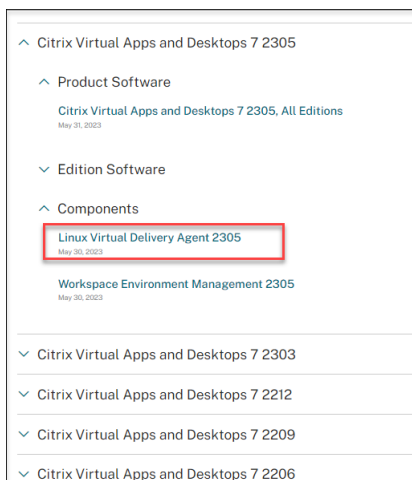 Citrix Virtual Apps and Desktops 7 2305
Product Software
Citrix Virtual Apps and Desktops 7 2305, All Editions
May 31, 2023
Edition Software
Components
Linux Virtual Delivery Agent 2305
May 30, 2023
Workspace Environment Management 2305
May 30, 2023
Citrix Virtual Apps and Desktops 7 2303
Citrix Virtual Apps and Desktops 7 2212
Citrix Virtual Apps and Desktops 7 2209
Citrix Virtual Apps and Desktops 7 2206